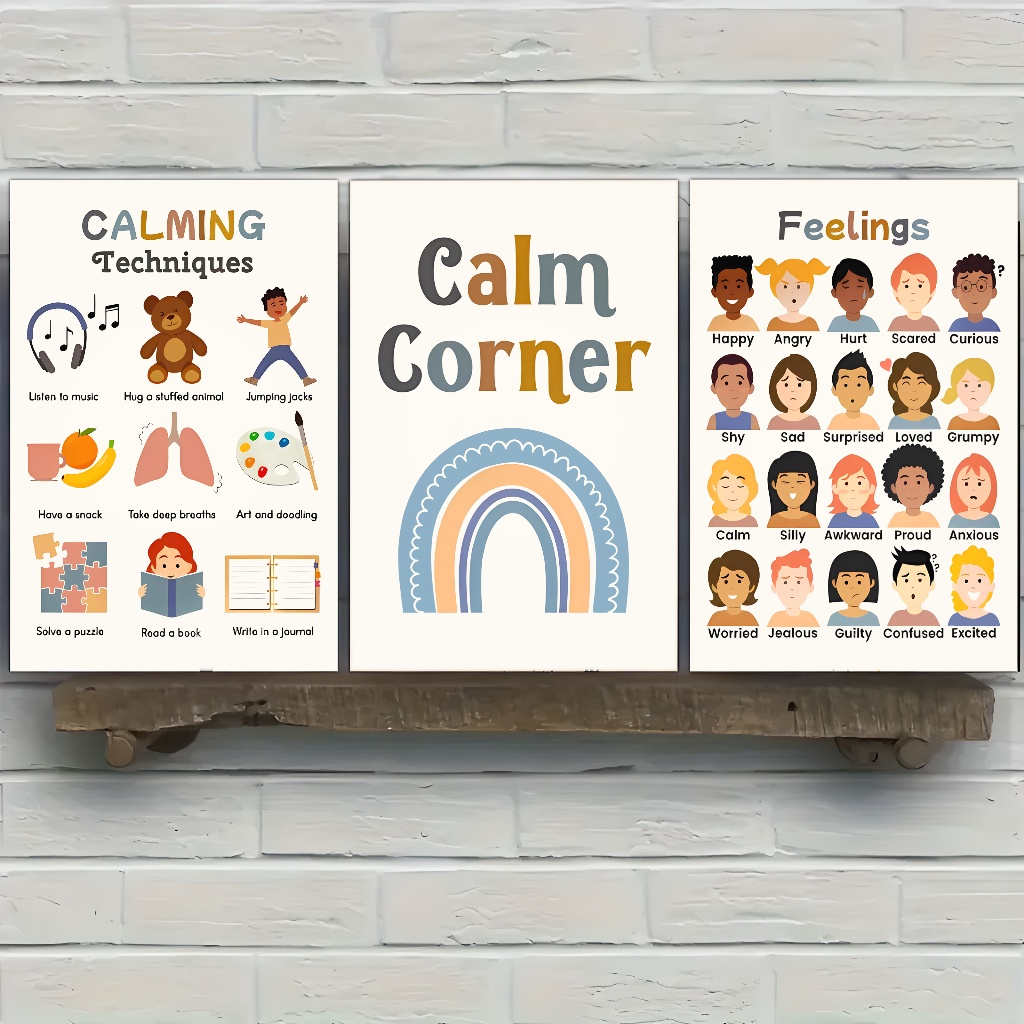 CALMING
Techniques
Listen to music
Hug a stuffed animal
Jumping jacks
Have a snack
Take deep breaths
Art and doodling
Solve a puzzle
Read a book
Write in a journal
Calm
Corner
Feelings
?
Happy Angry Hurt Scared Curious
Shy Sad Surprised Loved Grumpy
Calm Silly Awkward Proud Anxious
? ?
Worried Jealous Guilty Confused Excited